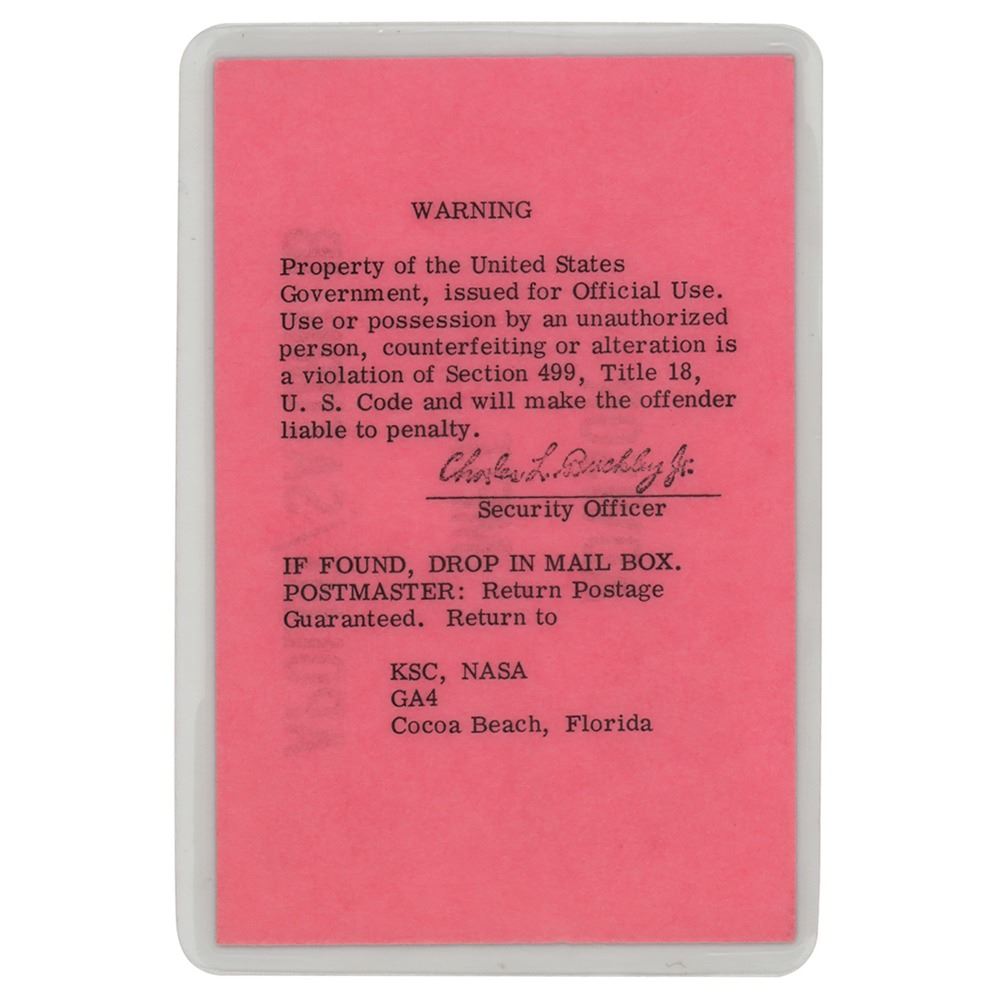 WARNING
Property of the United States
Government, issued for Official Use.
Use or possession by an unauthorized
person, counterfeiting or alteration is
a violation of Section 499, Title 18,
U. S. Code and will make the offender
liable to penalty.
Charles L. Buckley Jr.
Security Officer
IF FOUND, DROP IN MAIL BOX.
POSTMASTER: Return Postage
Guaranteed. Return to
KSC, NASA
GA4
Cocoa Beach, Florida